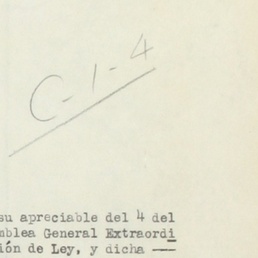 C-1-4
su apreciable del 4 del
mblea General Extraordi
ión de Ley, y dicha —